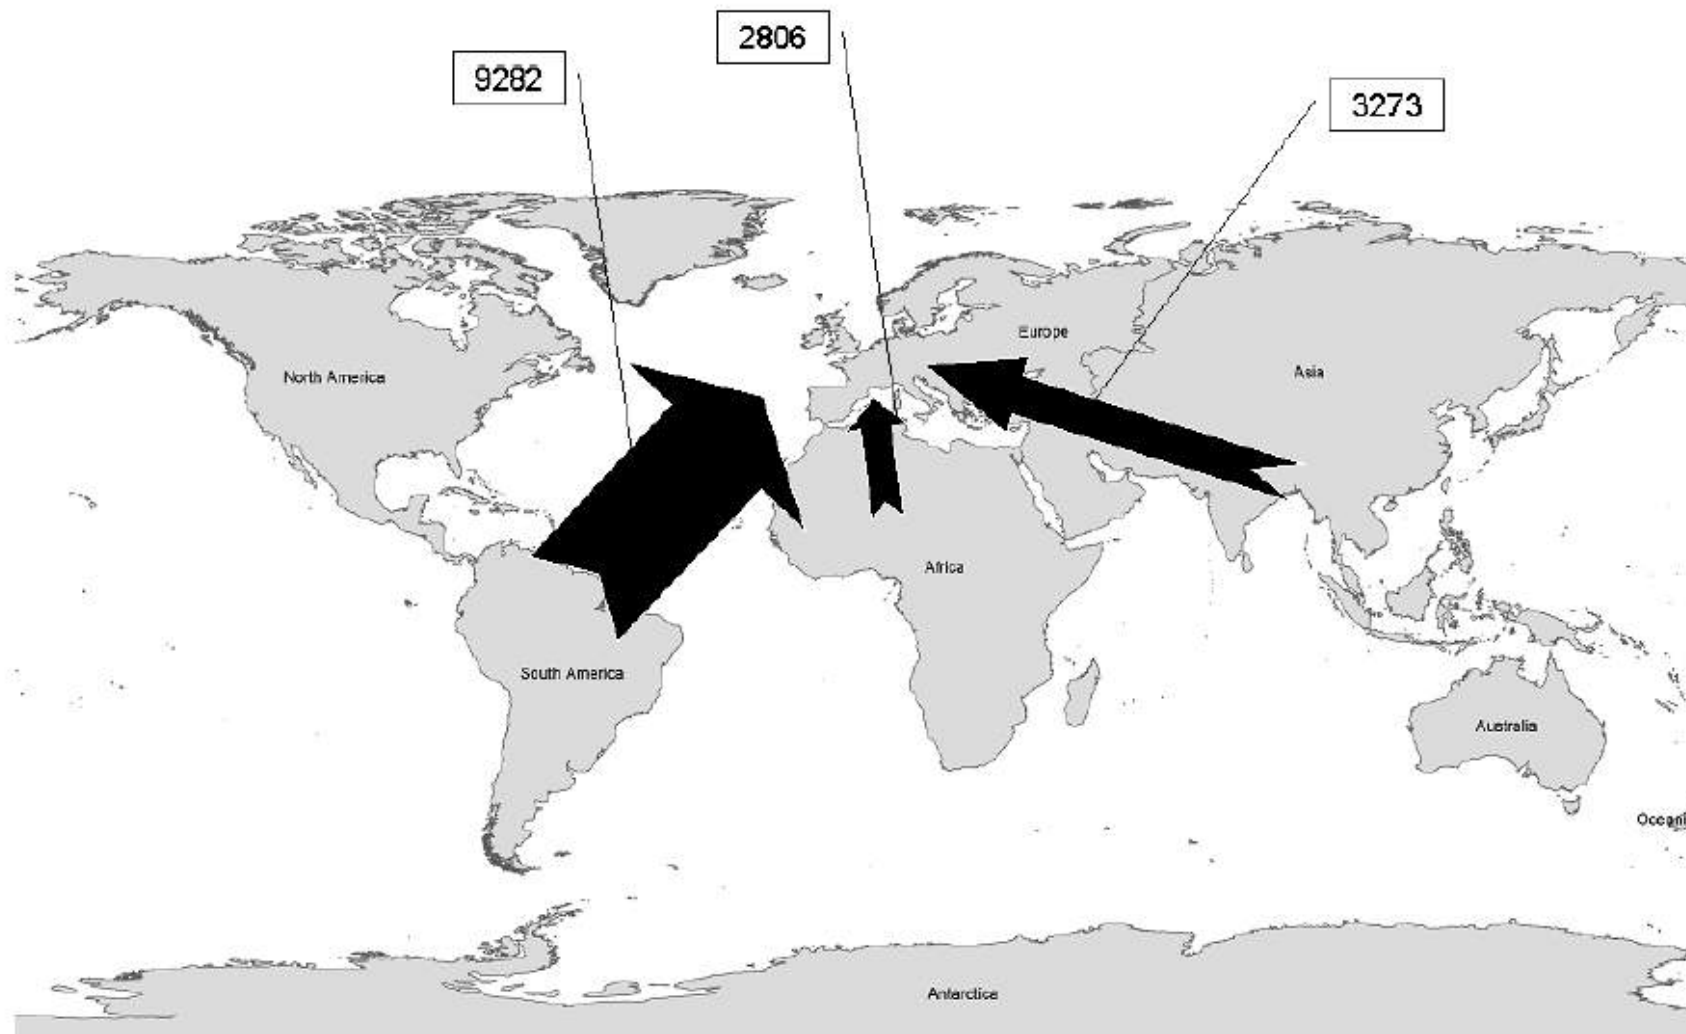 2806
9282
3273
Europe
North America
Asia
Africa
South America
Australia
Oceani
Antarctica